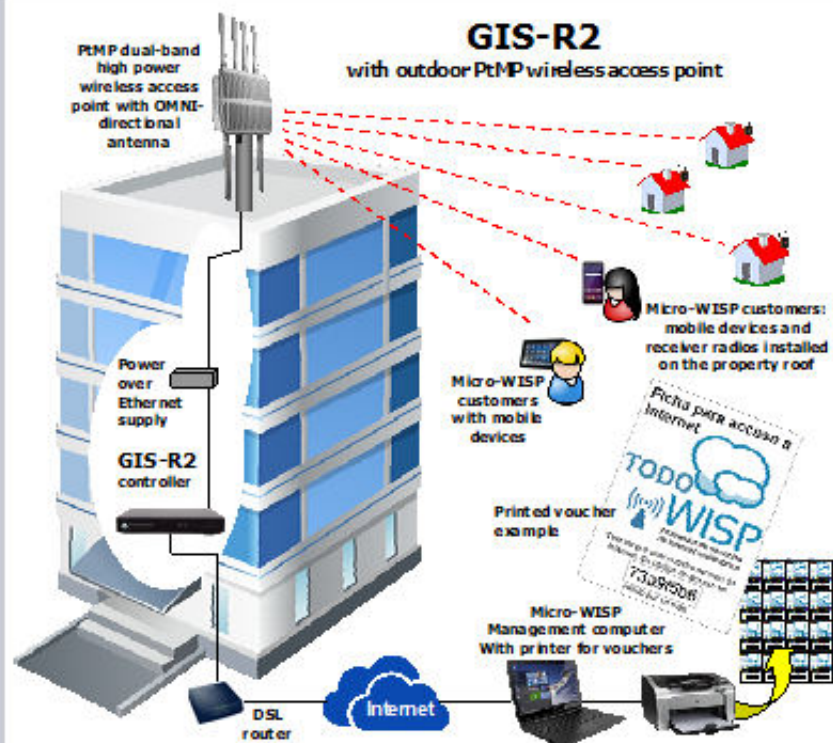 GIS-R2
with outdoor PtMP wireless access point
PtMP dual-band
high power
wireless access
point with OMNI-
directional
antenna
Micro-WISP customers:
mobile devices and
receiver radios installed
on the property roof
Micro-WISP
customers
with mobile
devices
Power
over
Ethernet
supply
GIS-R2
controller
Ficha para acceso a
Internet
TODO
WISP
Printed voucher
example
Micro-WISP
Management computer
With printer for vouchers
DSL
router
Internet